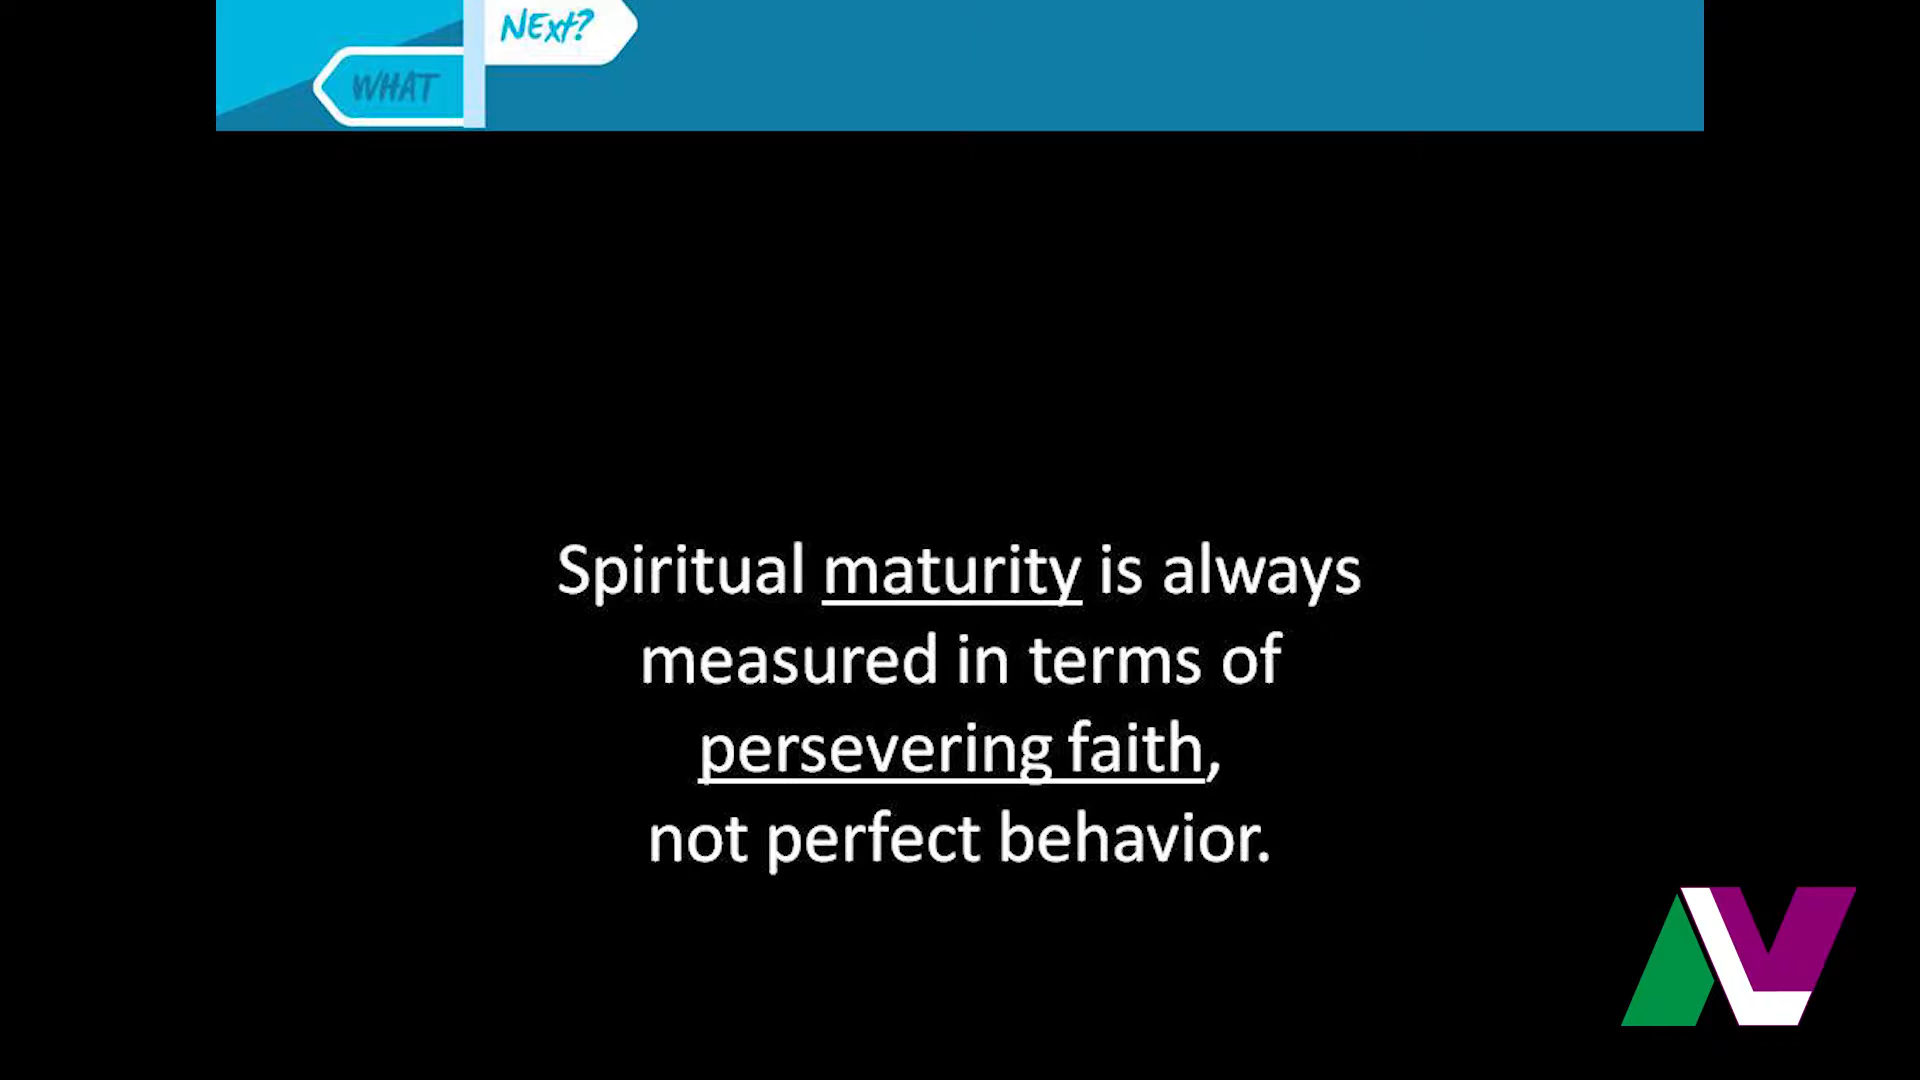 NExt?
WHAT
Spiritual maturity is always
measured in terms of
persevering faith,
not perfect behavior.